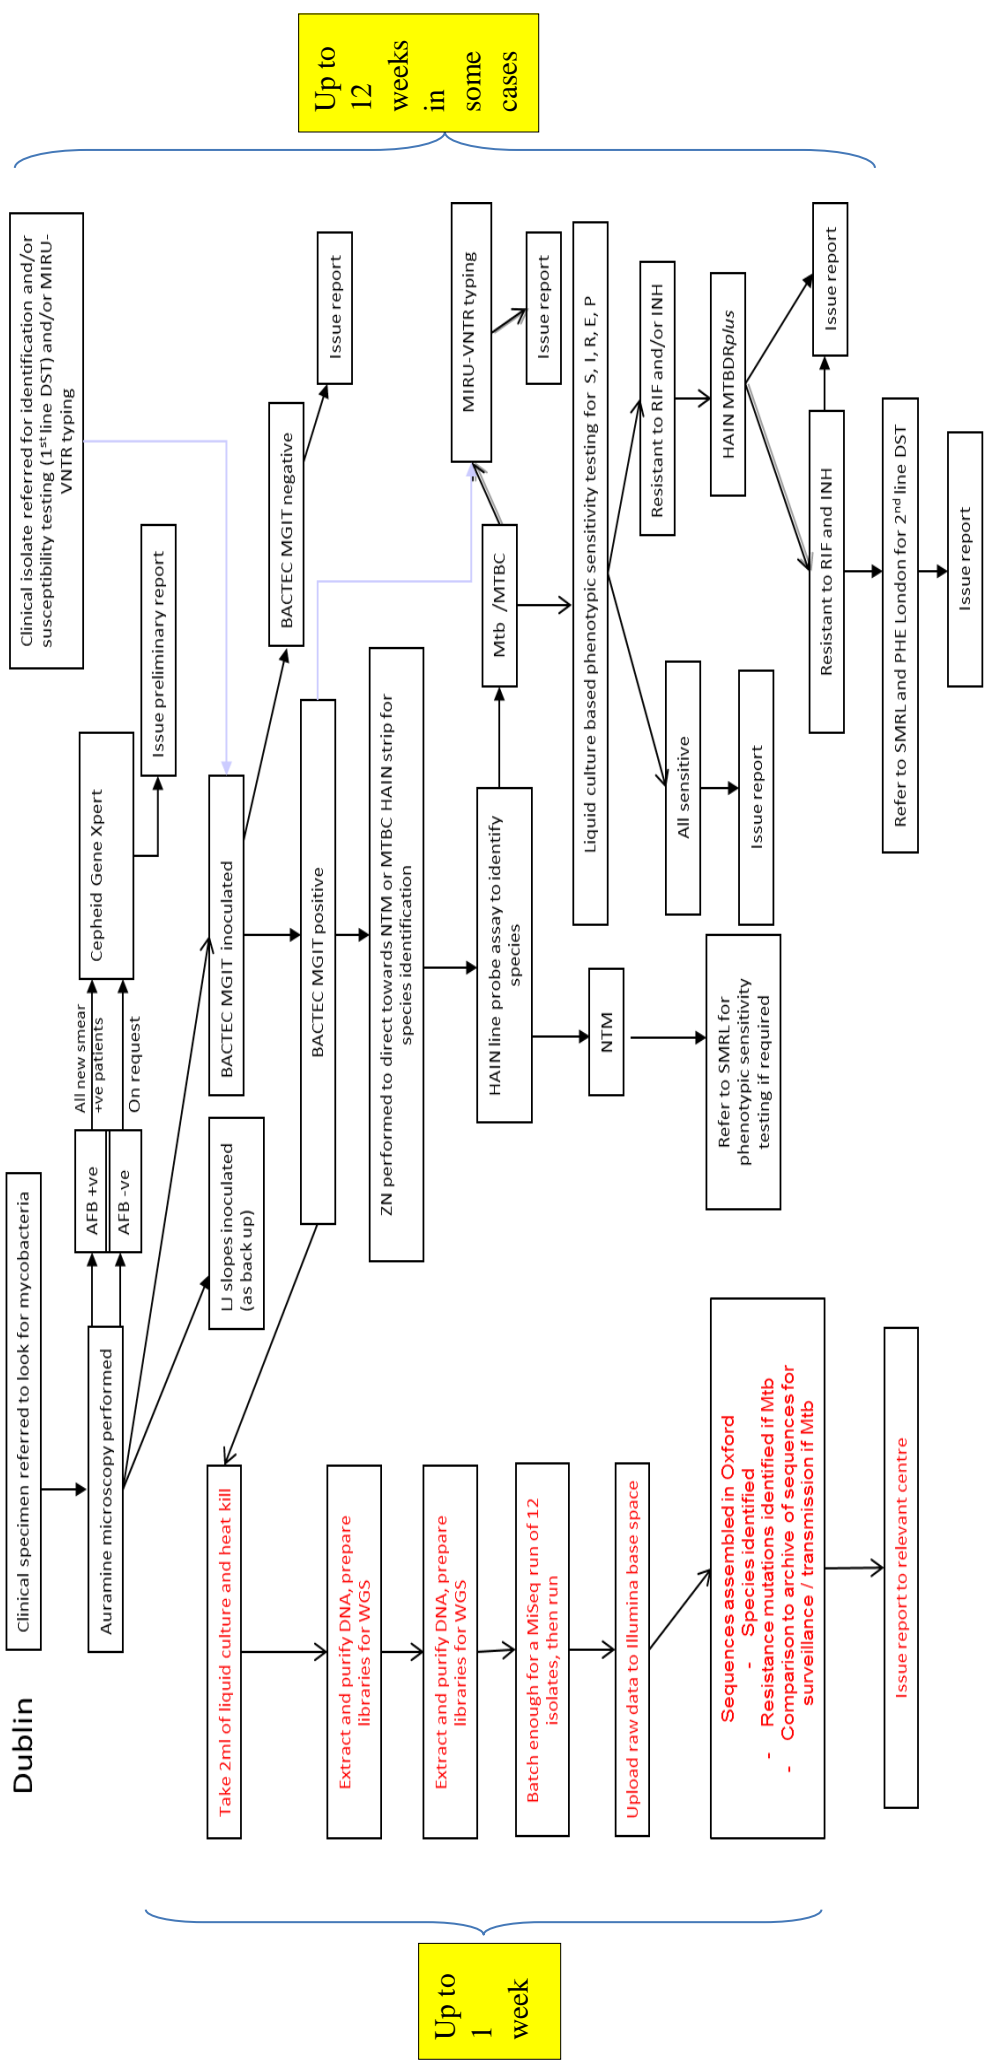 Dublin
Clinical specimen referred to look for mycobacteria
Clinical isolate referred for identification and/or
susceptibility testing (1st line DST) and/or MIRU-
VNTR typing
Auramine microscopy performed
AFB +ve
AFB -ve
All new smear
+ve patients
On request
Cepheid Gene Xpert
Issue preliminary report
LJ slopes inoculated
(as back up)
BACTEC MGIT inoculated
BACTEC MGIT negative
Issue report
BACTEC MGIT positive
ZN performed to direct towards NTM or MTBC HAIN strip for
species identification
HAIN line probe assay to identify
species
Mtb /MTBC
MIRU-VNTR typing
Issue report
NTM
Refer to SMRL for
phenotypic sensitivity
testing if required
Liquid culture based phenotypic sensitivity testing for S, I, R, E, P
All sensitive
Issue report
Resistant to RIF and/or INH
HAIN MTBDRplus
Resistant to RIF and INH
Issue report
Refer to SMRL and PHE London for 2nd line DST
Issue report
Take 2ml of liquid culture and heat kill
Extract and purify DNA, prepare
libraries for WGS
Extract and purify DNA, prepare
libraries for WGS
Batch enough for a MiSeq run of 12
isolates, then run
Upload raw data to Illumina base space
Sequences assembled in Oxford
- Species identified
- Resistance mutations identified if Mtb
- Comparison to archive of sequences for
surveillance / transmission if Mtb
Issue report to relevant centre
Up to
1
week
Up to
12
weeks
in
some
cases